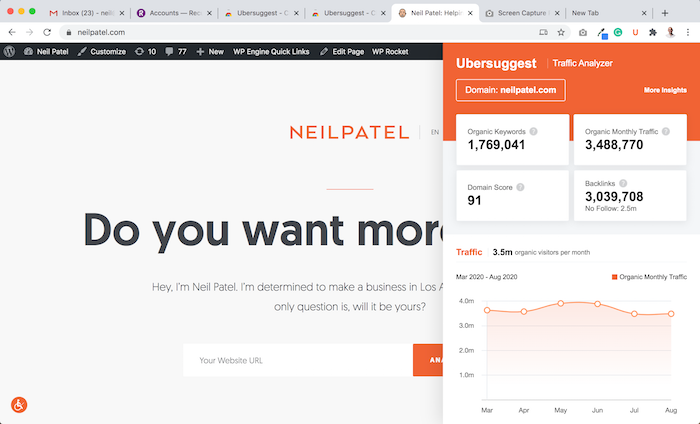 Inbox (23) - neil
Accounts — Rec
Ubersuggest - C
Ubersuggest - C
Neil Patel: Helpi
Screen Capture
New Tab
neilpatel.com
Neil Patel
Customize
10
77
New
WP Engine Quick Links
Edit Page
WP Rocket
NEILPATEL
EN
Do you want mor
Hey, I'm Neil Patel. I'm determined to make a business in Los A
only question is, will it be yours?
Your Website URL
ANA
Ubersuggest
Traffic Analyzer
Domain: neilpatel.com
More Insights
Organic Keywords ?
1,769,041
Organic Monthly Traffic ?
3,488,770
Domain Score ?
91
Backlinks ?
3,039,708
No Follow: 2.5m
Traffic
3.5m organic visitors per month
Mar 2020 - Aug 2020
Organic Monthly Traffic
4.0m
3.0m
2.0m
1.0m
Mar
Apr
May
Jun
Jul
Aug